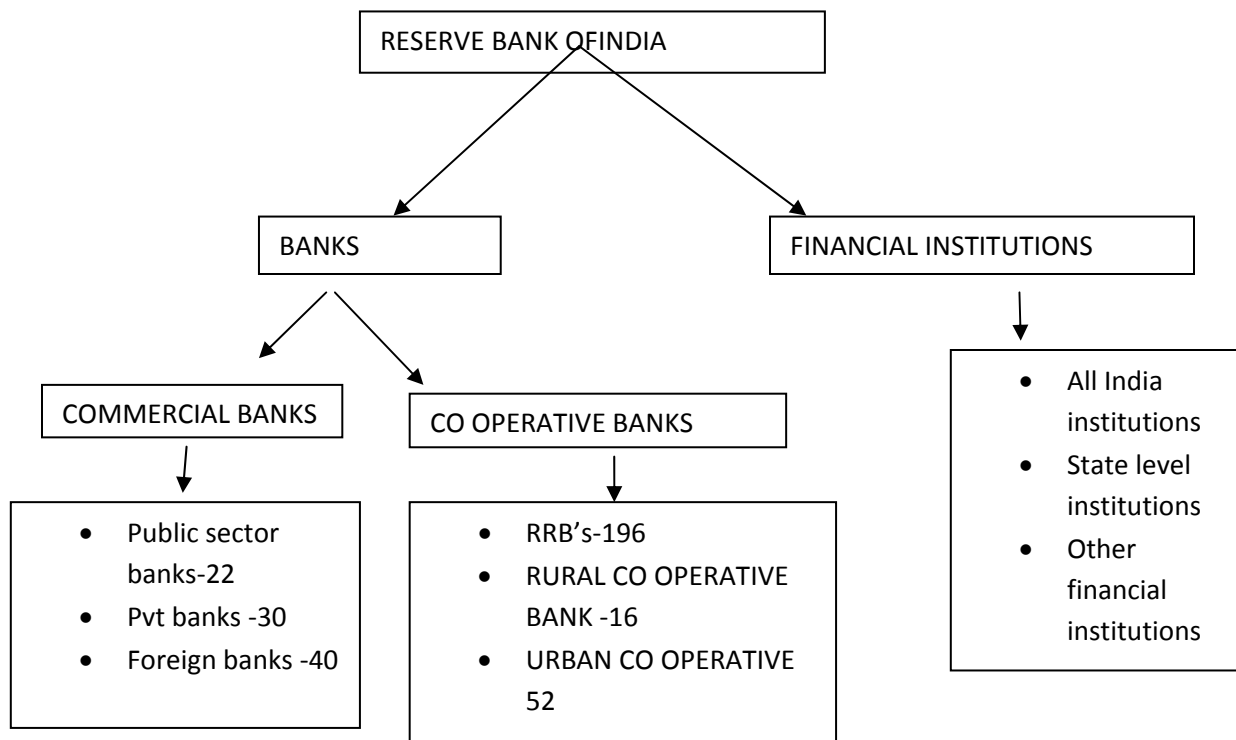 RESERVE BANK OFINDIA
BANKS
FINANCIAL INSTITUTIONS
COMMERCIAL BANKS
CO OPERATIVE BANKS
• Public sector
banks-22
• Pvt banks -30
• Foreign banks -40
• RRB’s-196
• RURAL CO OPERATIVE
BANK -16
• URBAN CO OPERATIVE
52
• All India
institutions
• State level
institutions
• Other
financial
institutions